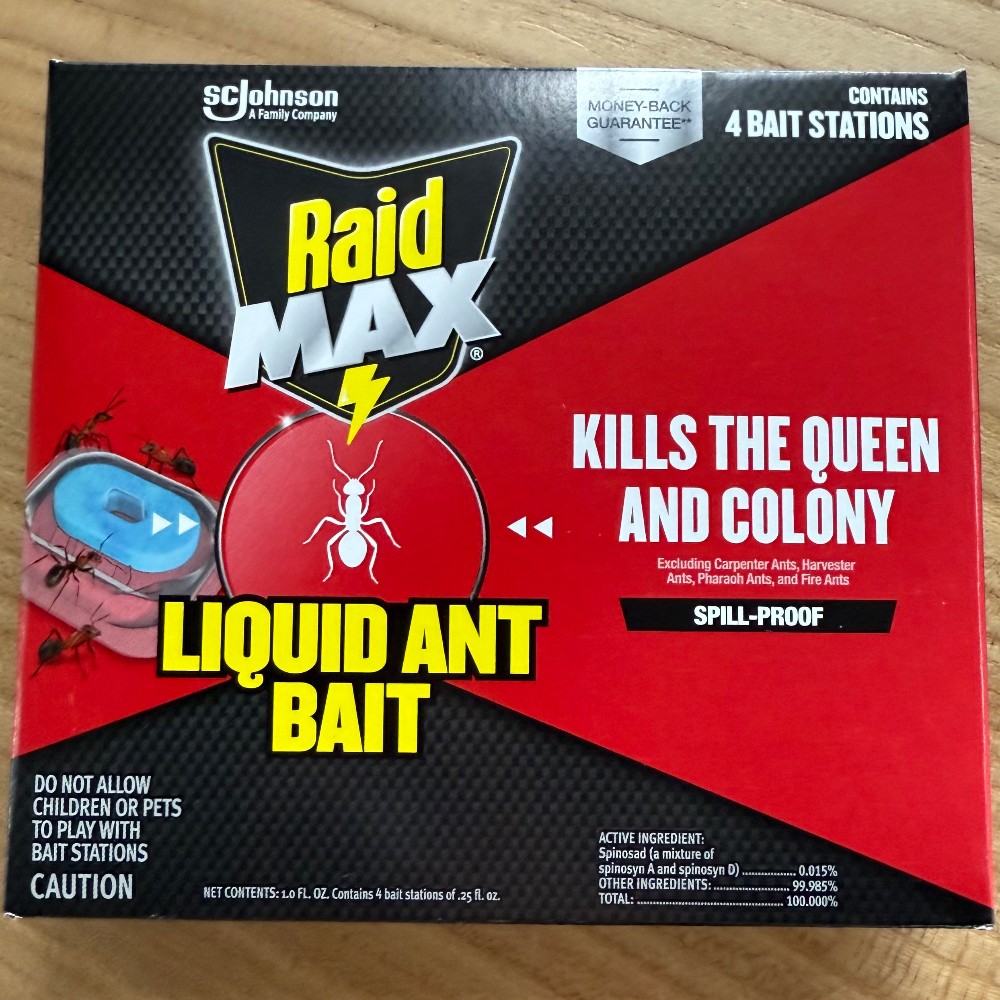 SCJohnson
A Family Company
MONEY-BACK
GUARANTEE**
CONTAINS
4 BAIT STATIONS
Raid
MAX®
KILLS THE QUEEN
AND COLONY
Excluding Carpenter Ants, Harvester
Ants, Pharaoh Ants, and Fire Ants
SPILL-PROOF
LIQUID ANT
BAIT
DO NOT ALLOW
CHILDREN OR PETS
TO PLAY WITH
BAIT STATIONS
CAUTION
NET CONTENTS: 1.0 FL. OZ. Contains 4 bait stations of .25 fl. oz.
ACTIVE INGREDIENT:
Spinosad (a mixture of
spinosyn A and spinosyn D) ............... 0.015%
OTHER INGREDIENTS: ..................... 99.985%
TOTAL: ..................................... 100.000%